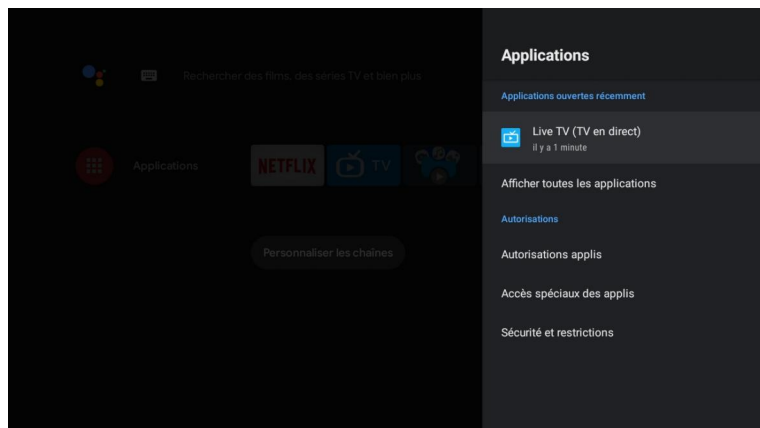 Applications
Applications ouvertes récemment
Live TV (TV en direct)
il y a 1 minute
Afficher toutes les applications
Autorisations
Autorisations applis
Accès spéciaux des applis
Sécurité et restrictions
Rechercher des films, des séries TV et bien plus
Applications
NETFLIX
TV
Personnaliser les chaînes